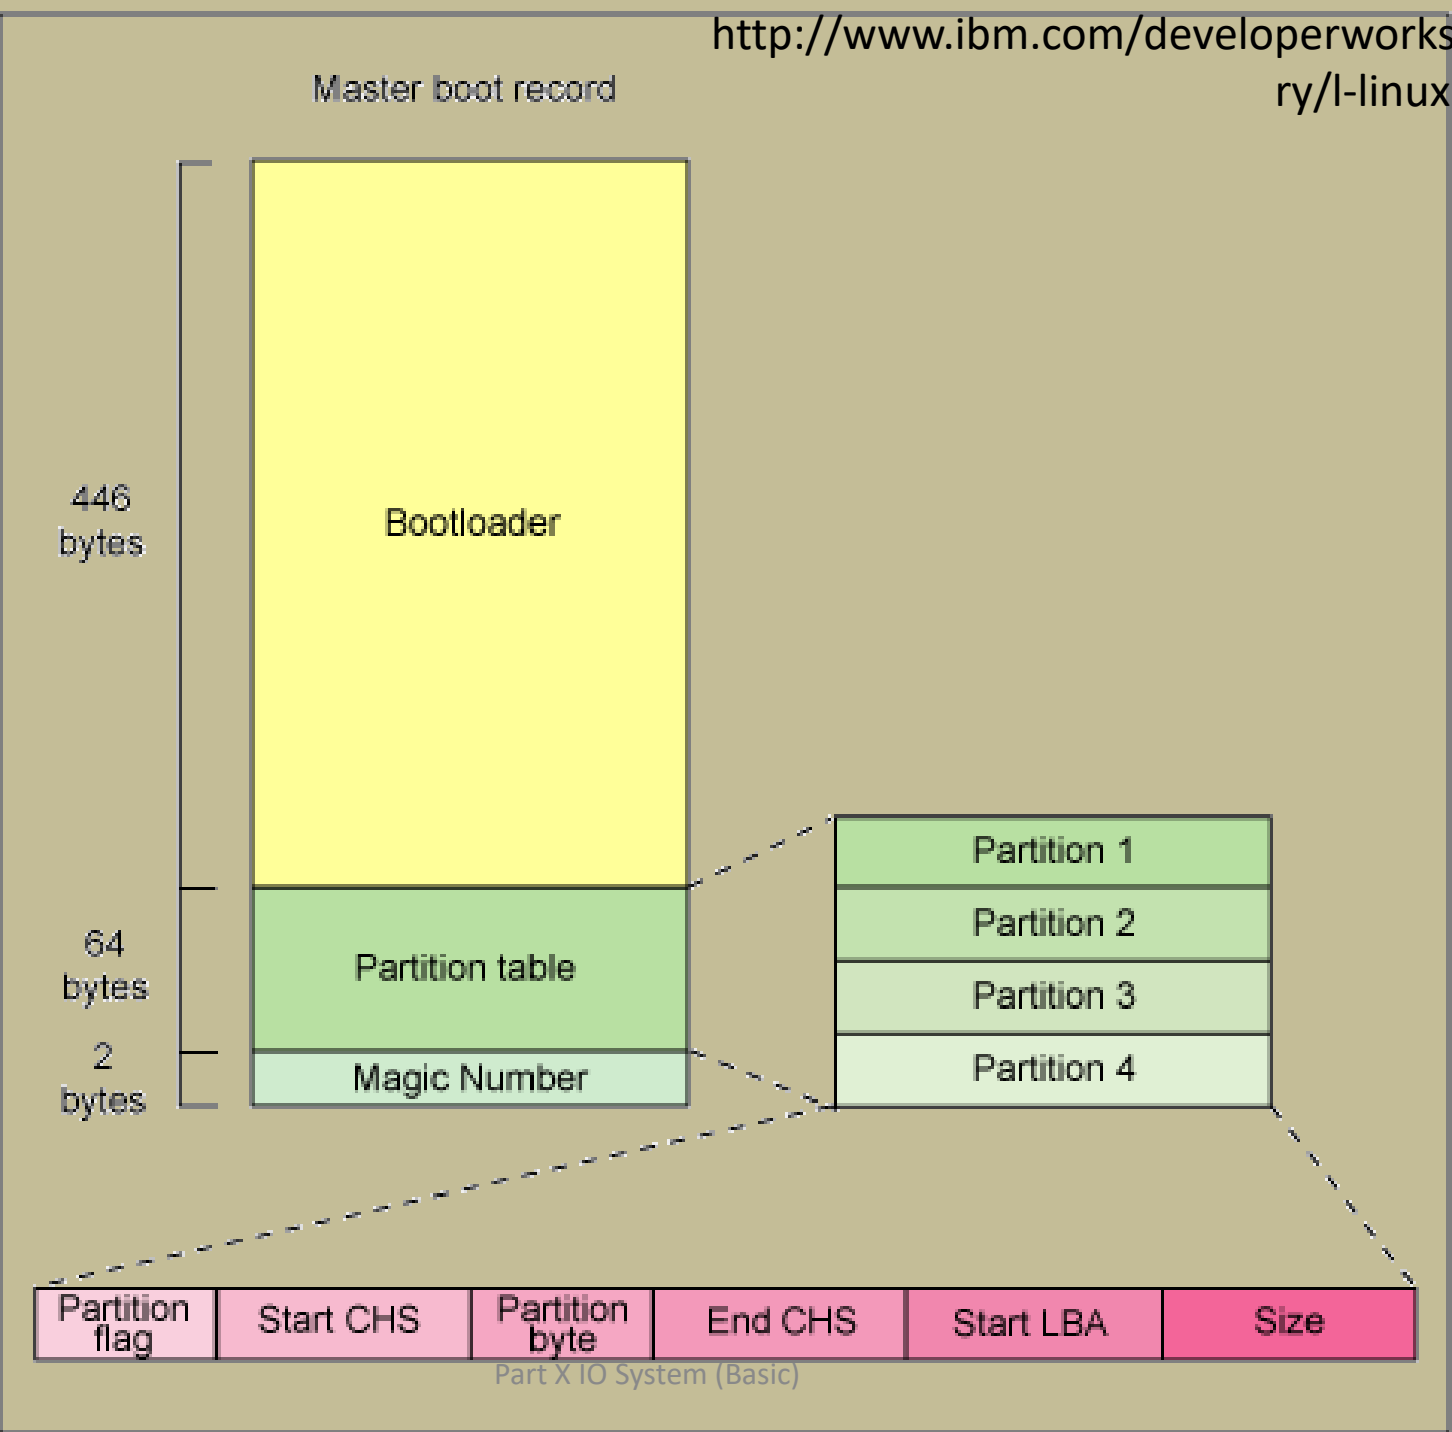 http://www.ibm.com/developerworks
ry/l-linux
Master boot record
446
bytes
Bootloader
64
bytes
Partition table
2
bytes
Magic Number
Partition 1
Partition 2
Partition 3
Partition 4
Partition
flag
Start CHS
Partition
byte
End CHS
Start LBA
Size
Part X IO System (Basic)